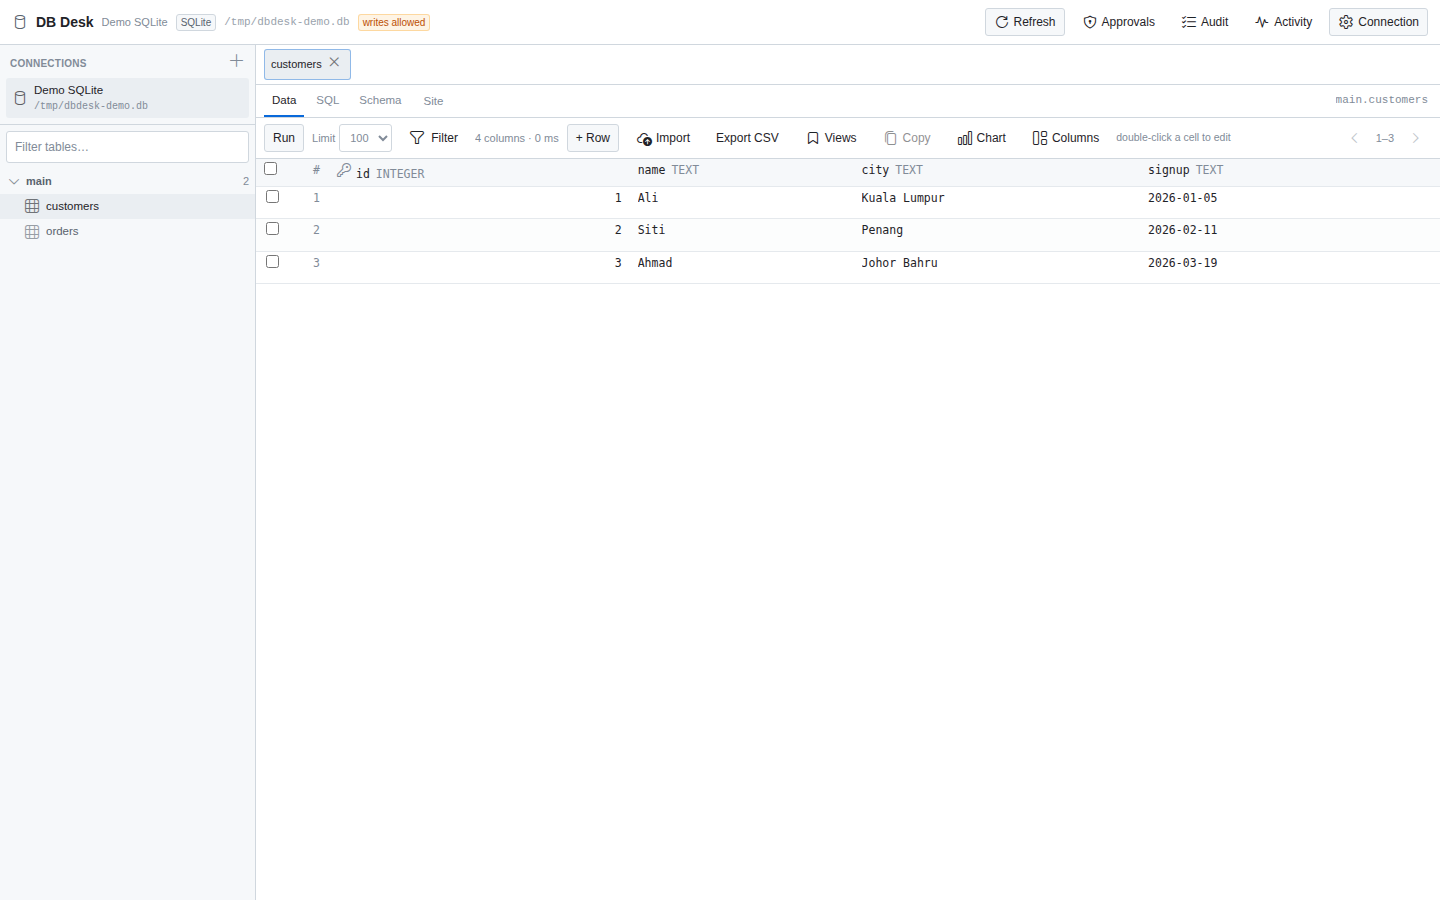 DB Desk Demo SQLite SQLite /tmp/dbdesk-demo.db writes allowed Refresh Approvals Audit Activity Connection
CONNECTIONS
Demo SQLite
/tmp/dbdesk-demo.db
Filter tables…
main 2
customers
orders
customers
Data SQL Schema Site main.customers
Run Limit 100 Filter 4 columns · 0 ms + Row Import Export CSV Views Copy Chart Columns double-click a cell to edit 1–3
# id INTEGER name TEXT city TEXT signup TEXT
1 1 Ali Kuala Lumpur 2026-01-05
2 2 Siti Penang 2026-02-11
3 3 Ahmad Johor Bahru 2026-03-19